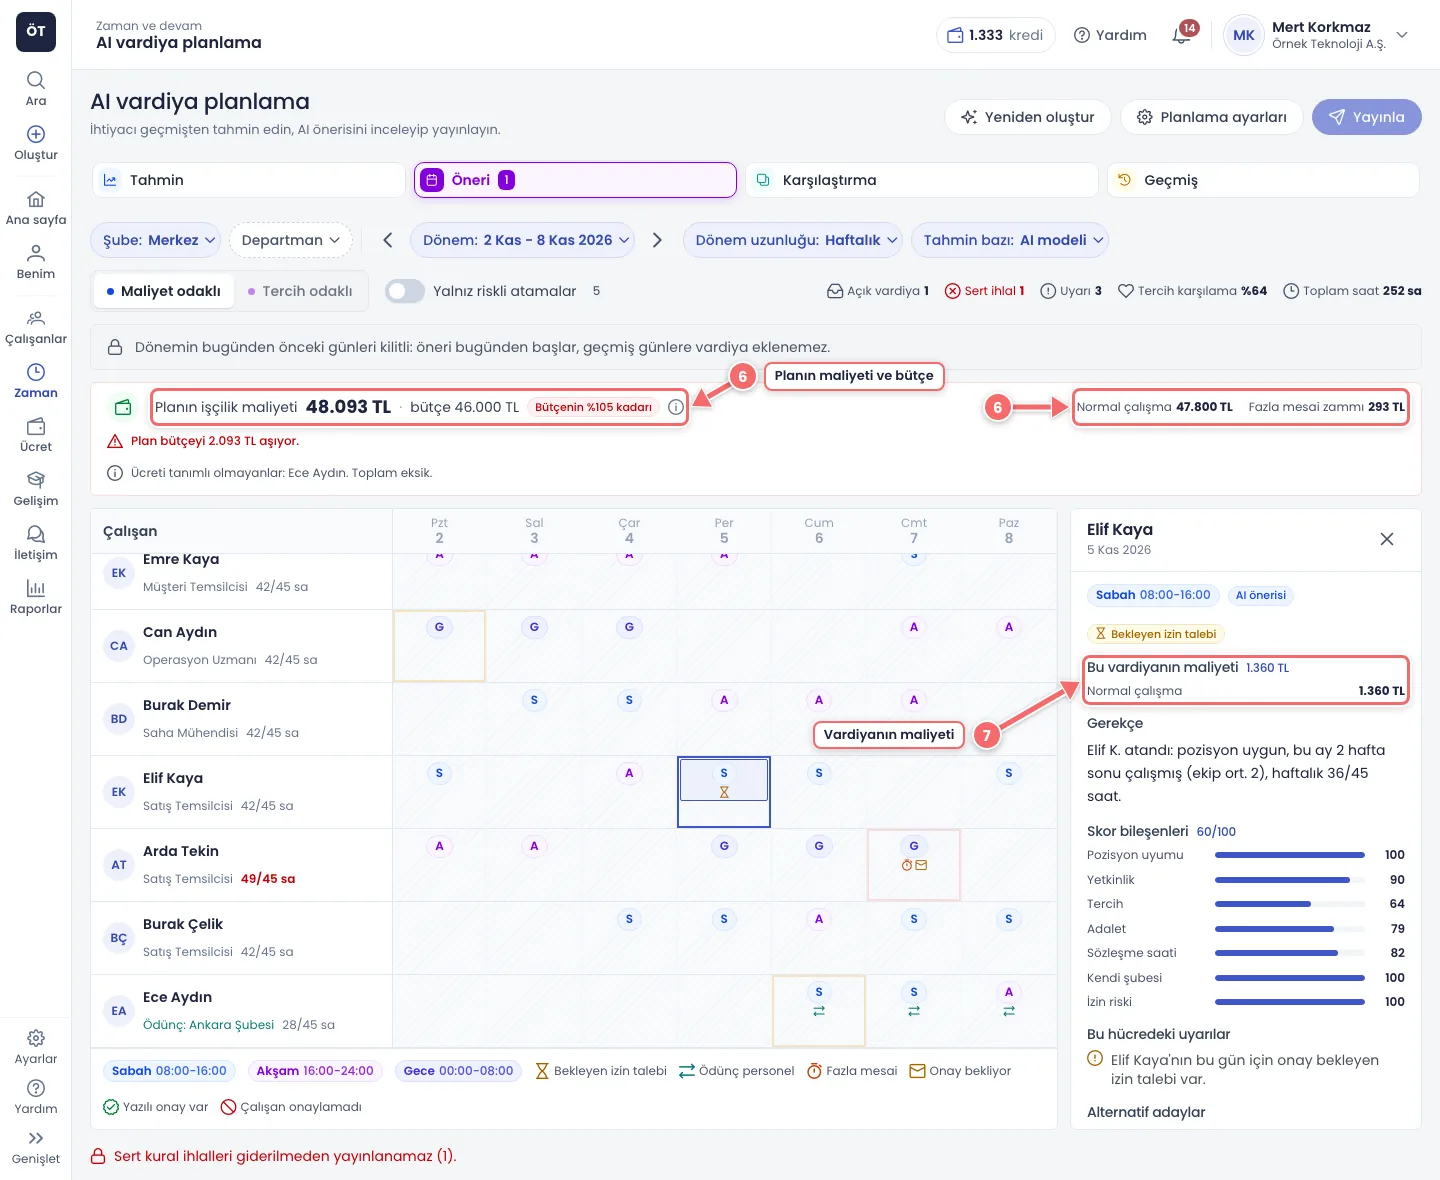 ÖT
Zaman ve devam
AI vardiya planlama
1.333 kredi
Yardım
14
MK
Mert Korkmaz
Örnek Teknoloji A.Ş.
Ara
Oluştur
Ana sayfa
Benim
Çalışanlar
Zaman
Ücret
Gelişim
İletişim
Raporlar
Ayarlar
Yardım
Genişlet
AI vardiya planlama
İhtiyacı geçmişten tahmin edin, AI önerisini inceleyip yayınlayın.
Yeniden oluştur
Planlama ayarları
Yayınla
Tahmin
Öneri 1
Karşılaştırma
Geçmiş
Şube: Merkez
Departman
Dönem: 2 Kas - 8 Kas 2026
Dönem uzunluğu: Haftalık
Tahmin bazı: AI modeli
Maliyet odaklı
Tercih odaklı
Yalnız riskli atamalar 5
Açık vardiya 1
Sert ihlal 1
Uyarı 3
Tercih karşılama %64
Toplam saat 252 sa
Dönemin bugünden önceki günleri kilitli: öneri bugünden başlar, geçmiş günlere vardiya eklenemez.
6
Planın maliyeti ve bütçe
Planın işçilik maliyeti 48.093 TL · bütçe 46.000 TL Bütçenin %105 kadarı
6
Normal çalışma 47.800 TL Fazla mesai zammı 293 TL
Plan bütçeyi 2.093 TL aşıyor.
Ücreti tanımlı olmayanlar: Ece Aydın. Toplam eksik.
Çalışan
Pzt 2
Sal 3
Çar 4
Per 5
Cum 6
Cmt 7
Paz 8
EK
Emre Kaya
Müşteri Temsilcisi 42/45 sa
A A A A S
CA
Can Aydın
Operasyon Uzmanı 42/45 sa
G G G A A
BD
Burak Demir
Saha Mühendisi 42/45 sa
S S A A A
EK
Elif Kaya
Satış Temsilcisi 42/45 sa
S A S S S
AT
Arda Tekin
Satış Temsilcisi 49/45 sa
A A G G G
BÇ
Burak Çelik
Satış Temsilcisi 42/45 sa
S S A S S
EA
Ece Aydın
Ödünç: Ankara Şubesi 28/45 sa
S S A
Vardiyanın maliyeti
7
Sabah 08:00-16:00
Akşam 16:00-24:00
Gece 00:00-08:00
Bekleyen izin talebi
Ödünç personel
Fazla mesai
Onay bekliyor
Yazılı onay var
Çalışan onaylamadı
Sert kural ihlalleri giderilmeden yayınlanamaz (1).
Elif Kaya
5 Kas 2026
Sabah 08:00-16:00
AI önerisi
Bekleyen izin talebi
Bu vardiyanın maliyeti 1.360 TL
Normal çalışma 1.360 TL
Gerekçe
Elif K. atandı: pozisyon uygun, bu ay 2 hafta
sonu çalışmış (ekip ort. 2), haftalık 36/45
saat.
Skor bileşenleri 60/100
Pozisyon uyumu 100
Yetkinlik 90
Tercih 64
Adalet 79
Sözleşme saati 82
Kendi şubesi 100
İzin riski 100
Bu hücredeki uyarılar
Elif Kaya'nın bu gün için onay bekleyen
izin talebi var.
Alternatif adaylar